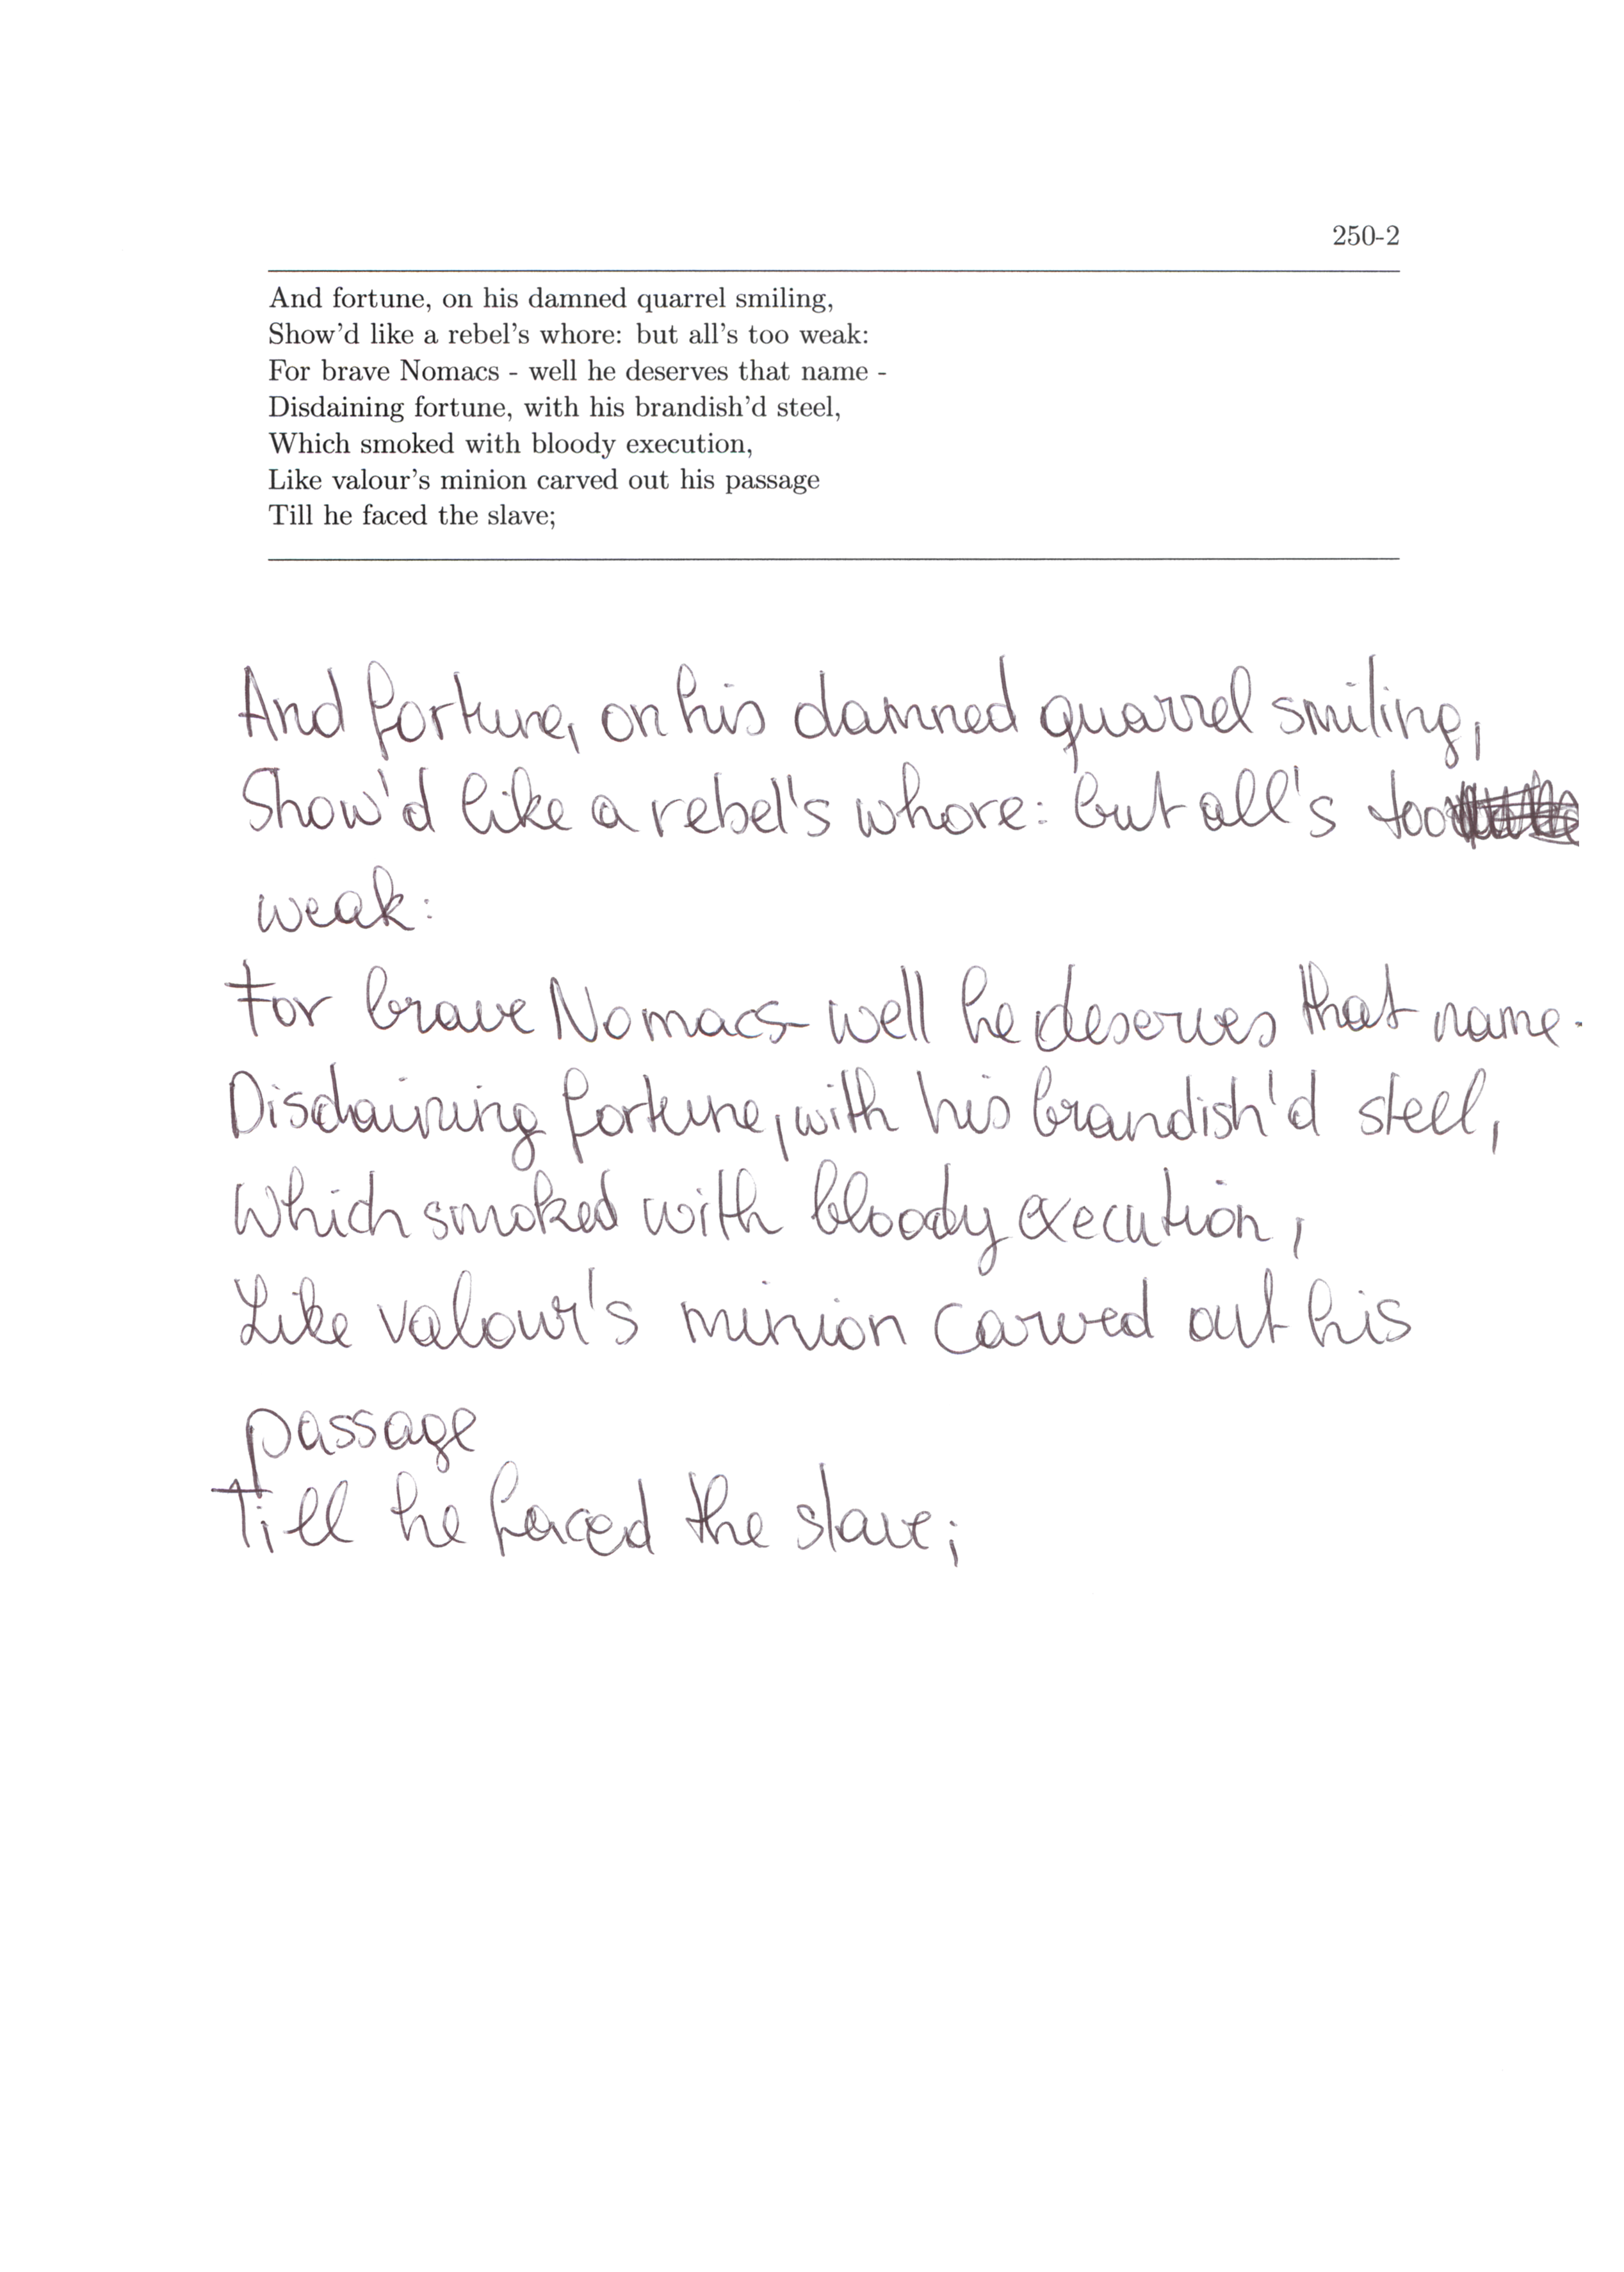 250-2
And fortune, on his damned quarrel smiling,
Show'd like a rebel's whore: but all's too weak:
For brave Nomacs - well he deserves that name -
Disdaining fortune, with his brandish'd steel,
Which smoked with bloody execution,
Like valour's minion carved out his passage
Till he faced the slave;
And fortune, on his damned quarrel smiling,
Show'd like a rebel's whore: but all's too
weak:
For brave Nomacs - well he deserves that name -
Disdaining fortune, with his brandish'd steel,
Which smoked with bloody execution,
Like valour's minion carved out his
passage
Till he faced the slave;